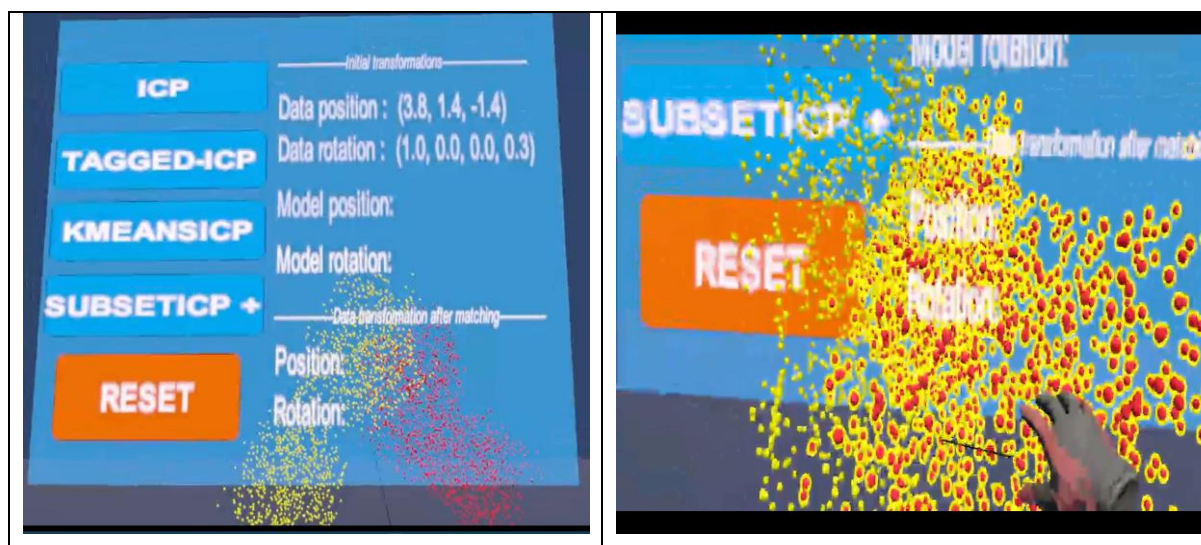 ICP
TAGGED-ICP
KMEANSICP
SUBSETICP +
RESET
Initial transformations
Data position : (3.8, 1.4, -1.4)
Data rotation : (1.0, 0.0, 0.0, 0.3)
Model position:
Model rotation:
Data transformation after matching
Position:
Rotation:
Model rotation:
SUBSETICP +
transformation after
RESET
Position:
Rotation: